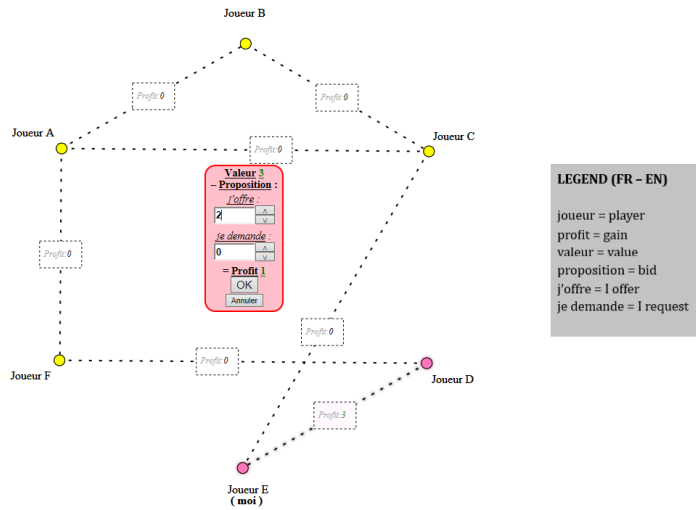 Joueur B
Profit:0
Profit:0
Joueur A
Joueur C
Profit:0
Valeur 3
– Proposition :
j'offre :
2
^
v
je demande :
0
^
v
= Profit 1
OK
Annuler
Profit:0
Profit:0
Profit:0
Joueur F
Joueur D
Profit:3
Joueur E
( moi )
LEGEND (FR – EN)
joueur = player
profit = gain
valeur = value
proposition = bid
j'offre = I offer
je demande = I request